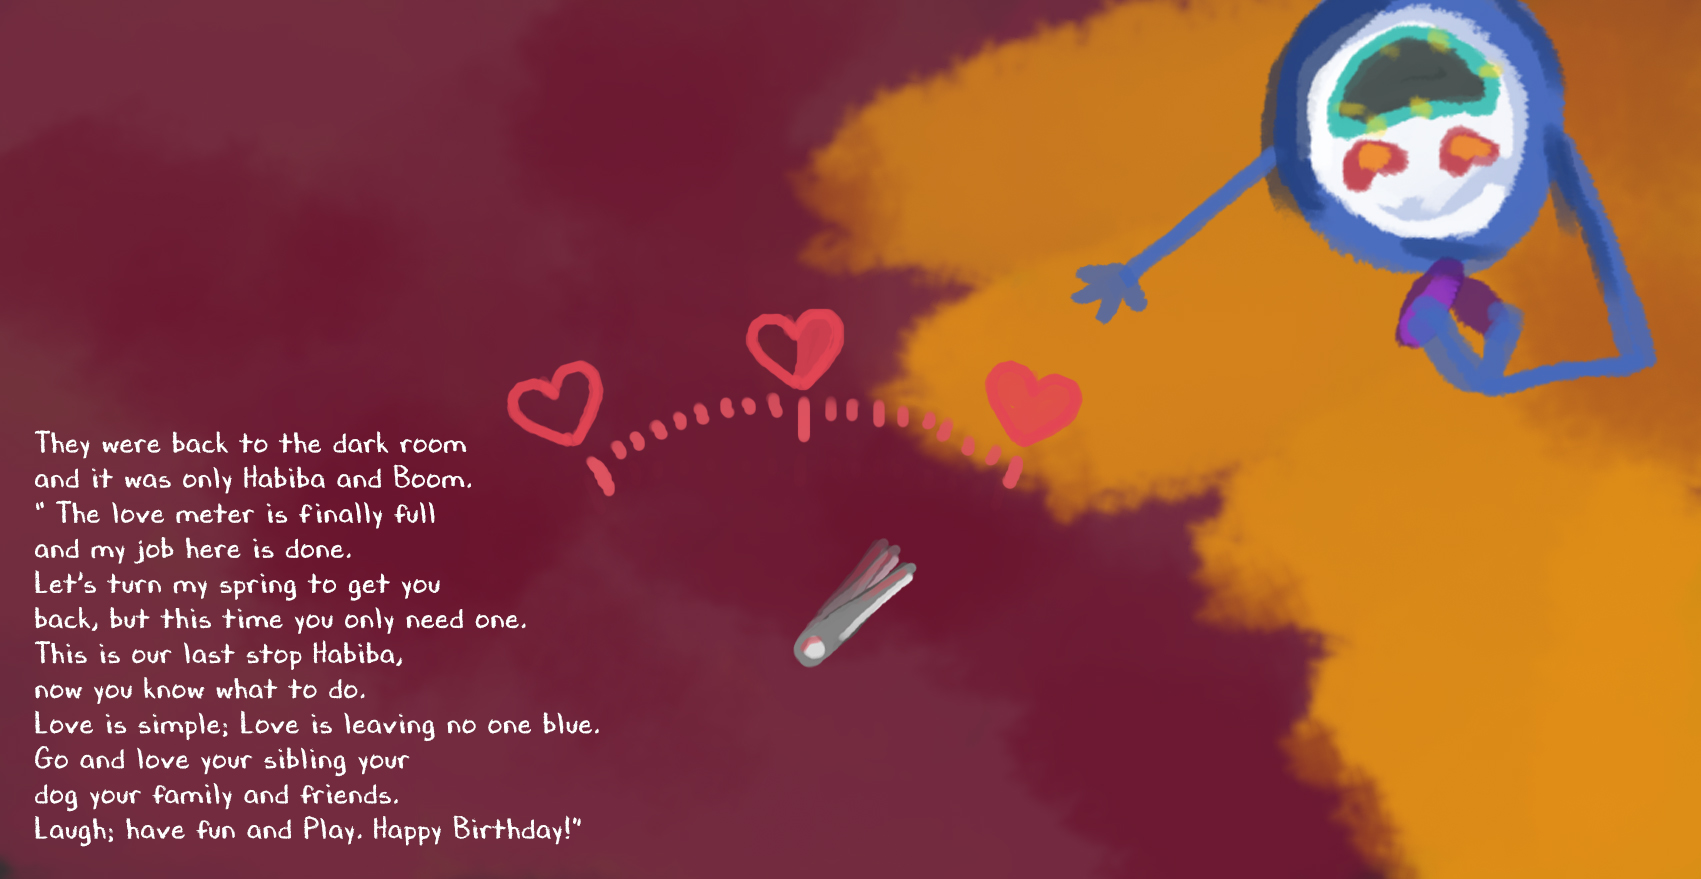 They were back to the dark room
and it was only Habiba and Boom.
" The love meter is finally full
and my job here is done.
Let's turn my spring to get you
back, but this time you only need one.
This is our last stop Habiba,
now you know what to do.
Love is simple; Love is leaving no one blue.
Go and love your sibling your
dog your family and friends.
Laugh; have fun and Play. Happy Birthday!"